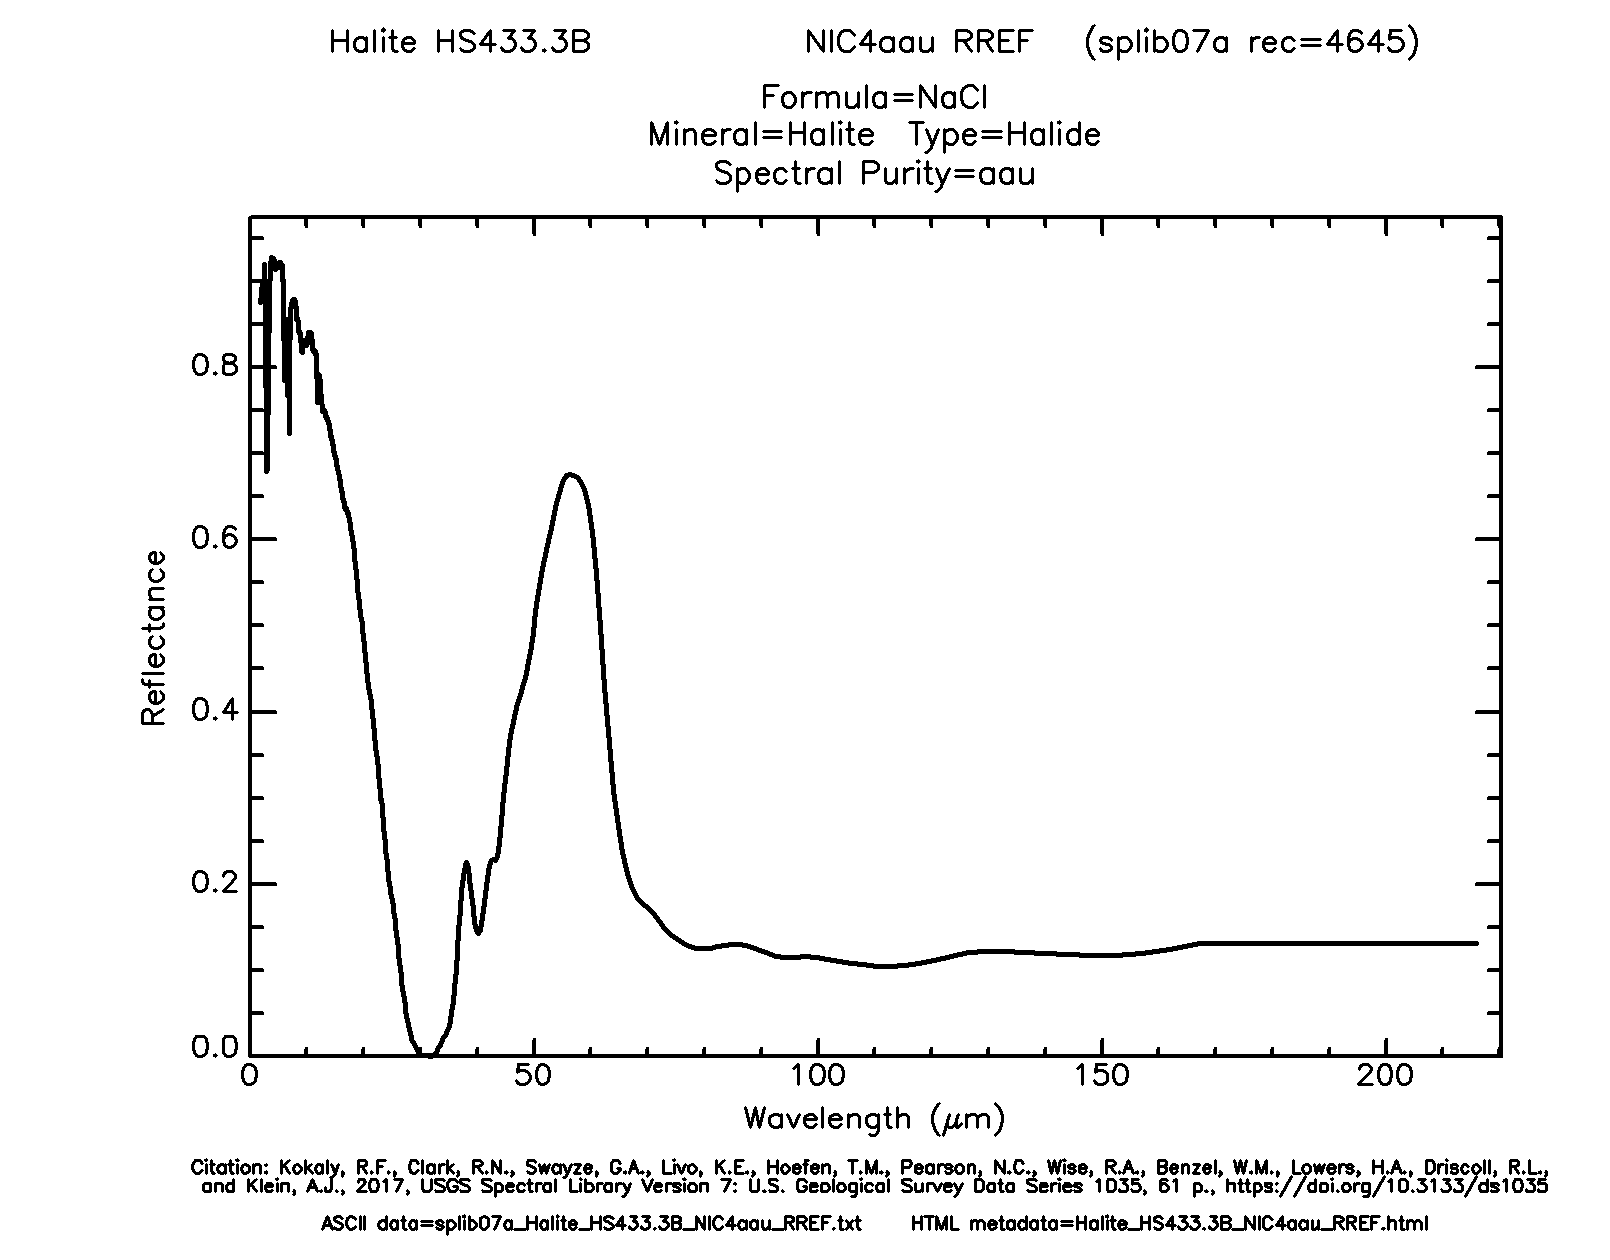 Halite HS433.3B NIC4aau RREF (splib07a rec=4645)
Formula=NaCl
Mineral=Halite Type=Halide
Spectral Purity=aau
Reflectance
0.8
0.6
0.4
0.2
0.0
0 50 100 150 200
Wavelength (μm)
Citation: Kokaly, R.F., Clark, R.N., Swayze, G.A., Livo, K.E., Hoefen, T.M., Pearson, N.C., Wise, R.A., Benzel, W.M., Lowers, H.A., Driscoll, R.L.,
and Klein, A.J., 2017, USGS Spectral Library Version 7: U.S. Geological Survey Data Series 1035, 61 p., https://doi.org/10.3133/ds1035
ASCII data=splib07a_Halite_HS433.3B_NIC4aau_RREF.txt HTML metadata=Halite_HS433.3B_NIC4aau_RREF.html